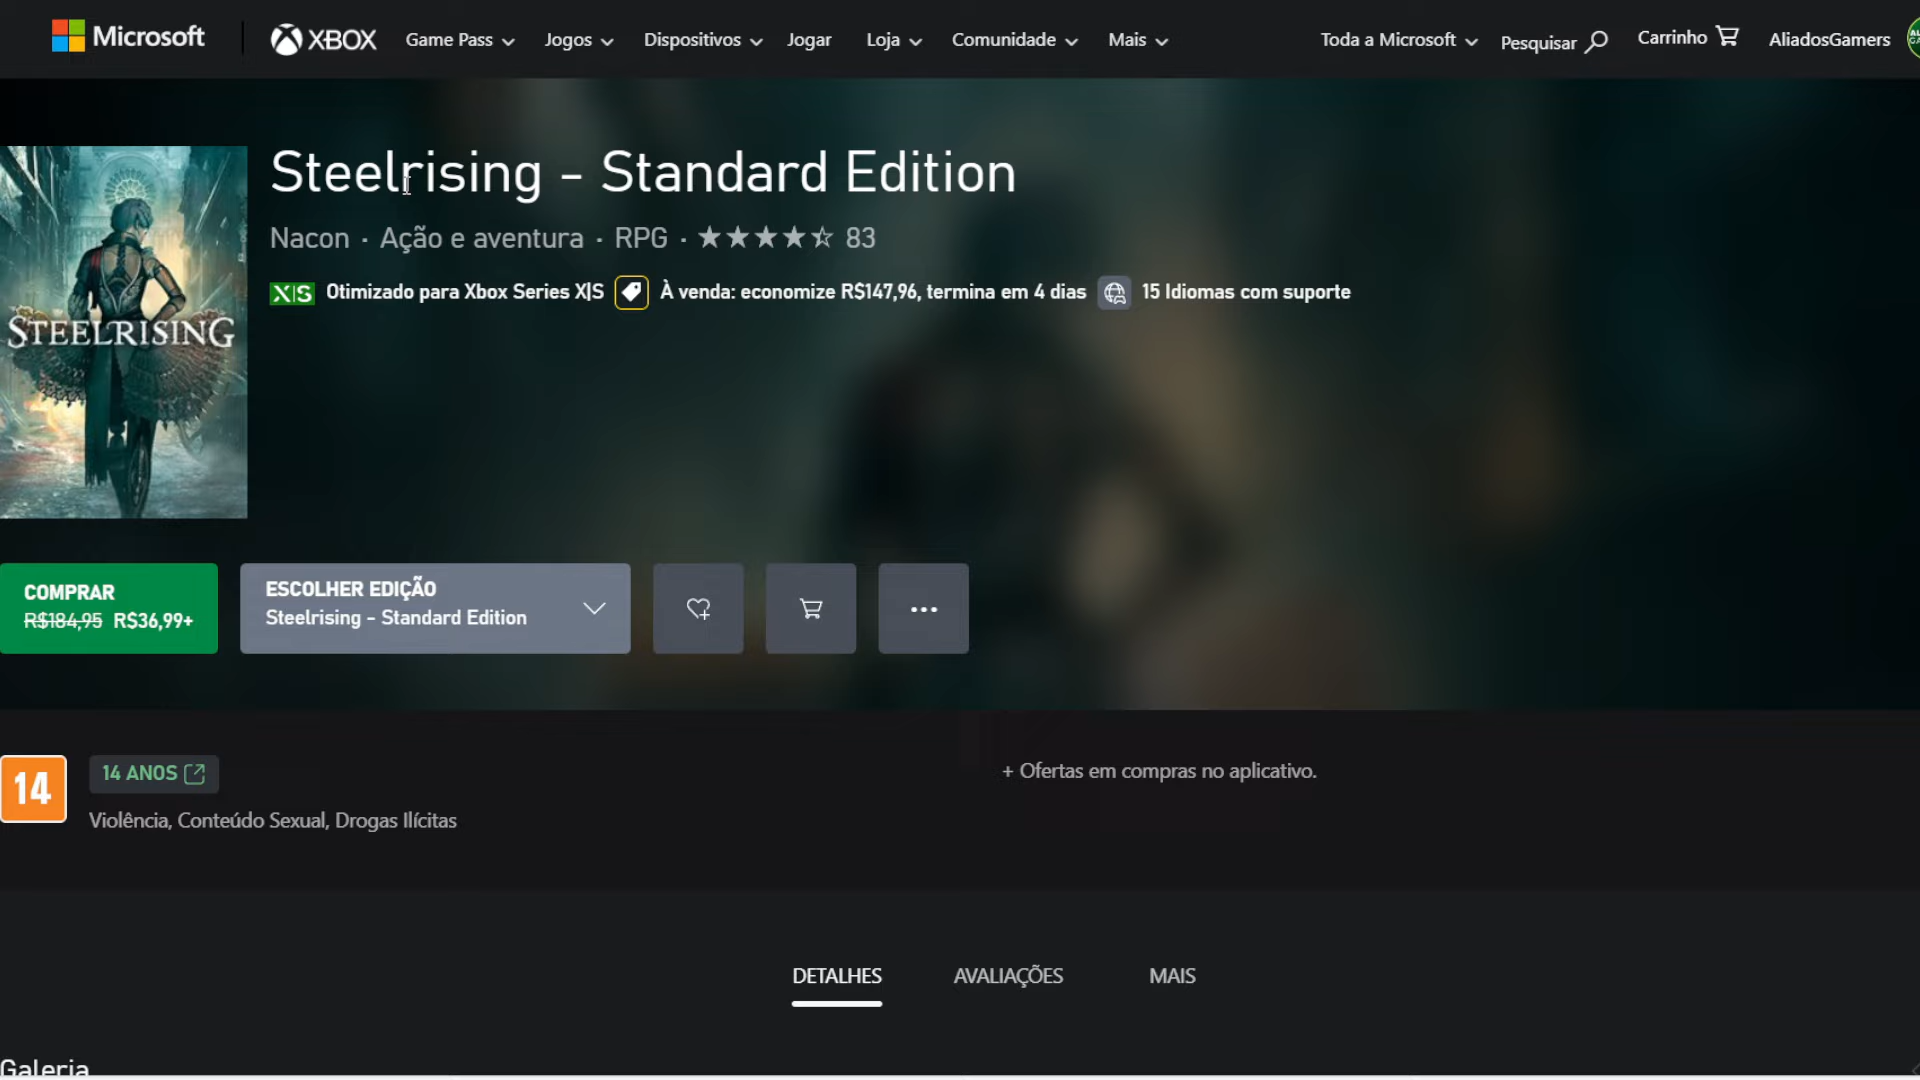 Microsoft
XBOX
Game Pass
Jogos
Dispositivos
Jogar
Loja
Comunidade
Mais
Toda a Microsoft
Pesquisar
Carrinho
AliadosGamers
STEELRISING
Steelrising - Standard Edition
Nacon · Ação e aventura · RPG · 83
X|S Otimizado para Xbox Series X|S
À venda: economize R$147,96, termina em 4 dias
15 Idiomas com suporte
COMPRAR
R$184,95 R$36,99+
ESCOLHER EDIÇÃO
Steelrising - Standard Edition
14
14 ANOS
Violência, Conteúdo Sexual, Drogas Ilícitas
+ Ofertas em compras no aplicativo.
DETALHES
AVALIAÇÕES
MAIS
Galeria